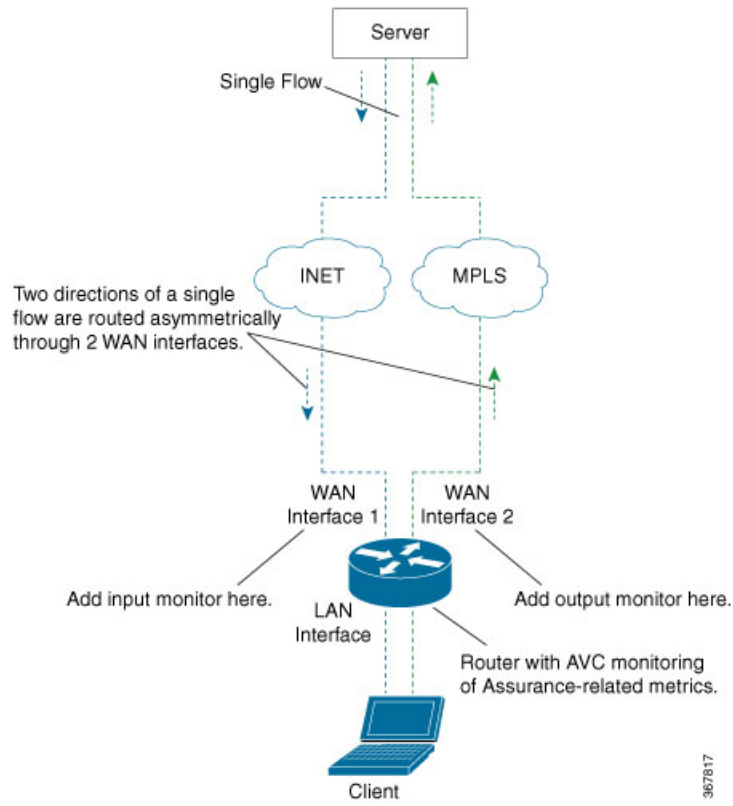 Server
Single Flow
INET
MPLS
Two directions of a single
flow are routed asymmetrically
through 2 WAN interfaces.
WAN
Interface 1
WAN
Interface 2
Add input monitor here.
Add output monitor here.
LAN
Interface
Router with AVC monitoring
of Assurance-related metrics.
Client
367817